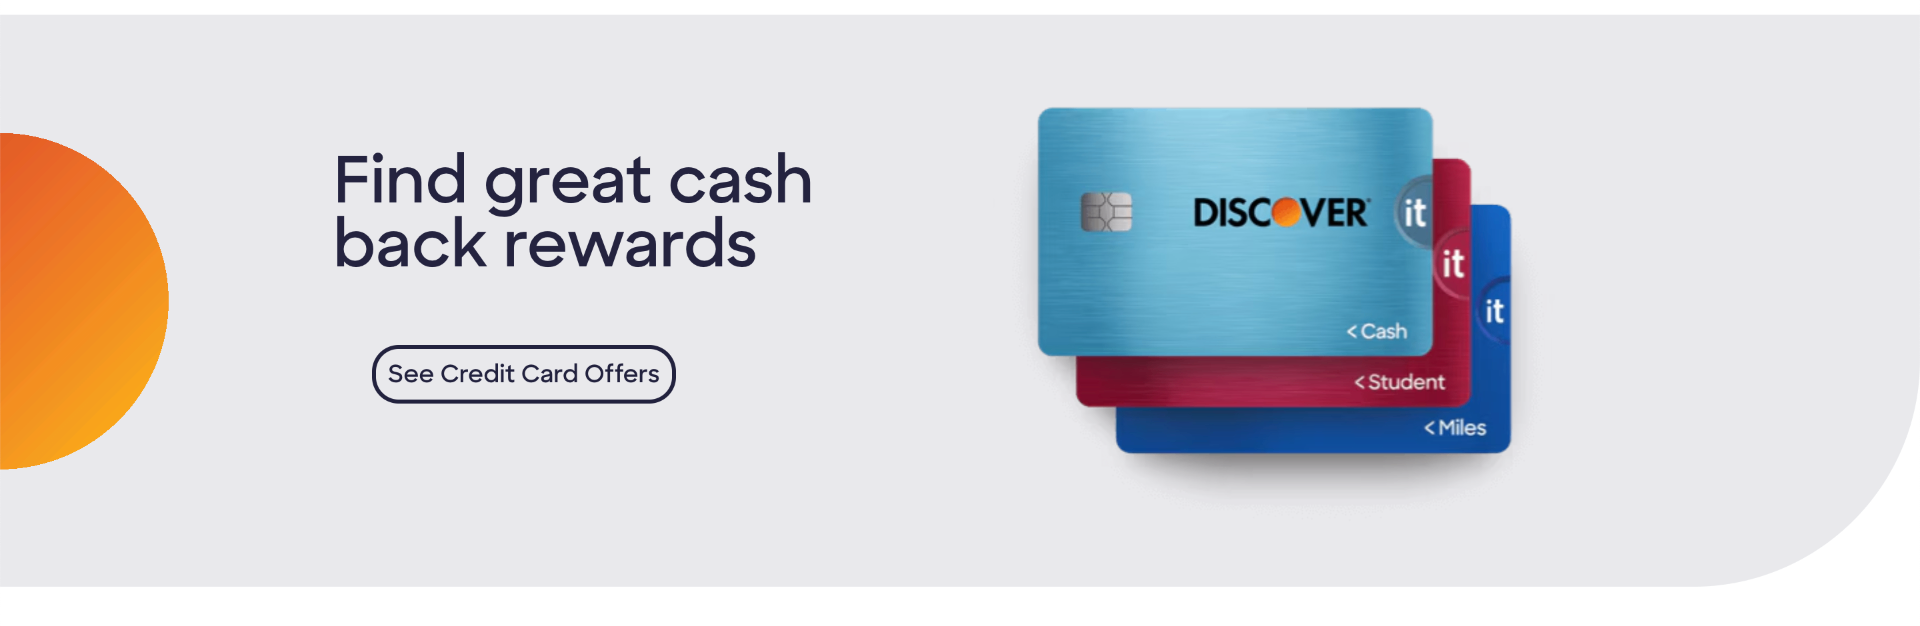 Find great cash
back rewards
See Credit Card Offers
DISCOVER
it
< Cash
it
< Student
it
< Miles